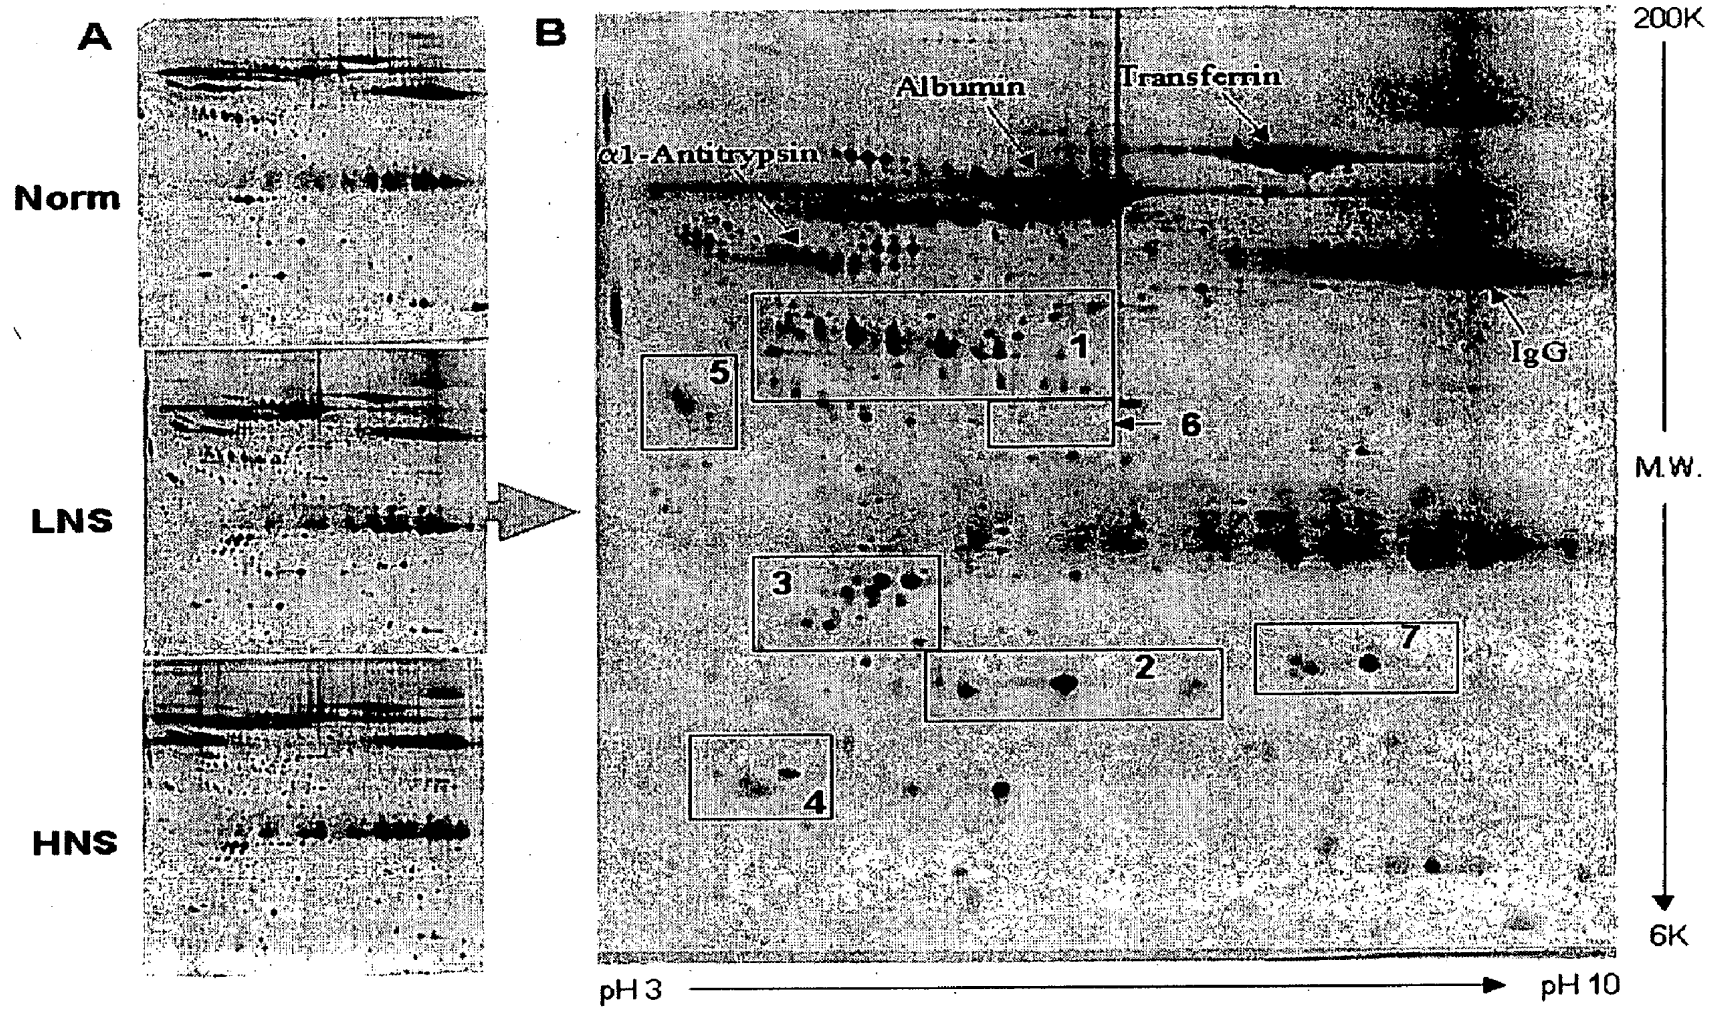 A
Norm
LNS
HNS
B
200K
Albumin
Transferrin
α1-Antitrypsin
IgG
1
5
6
3
7
2
4
M.W.
6K
pH 3
pH 10